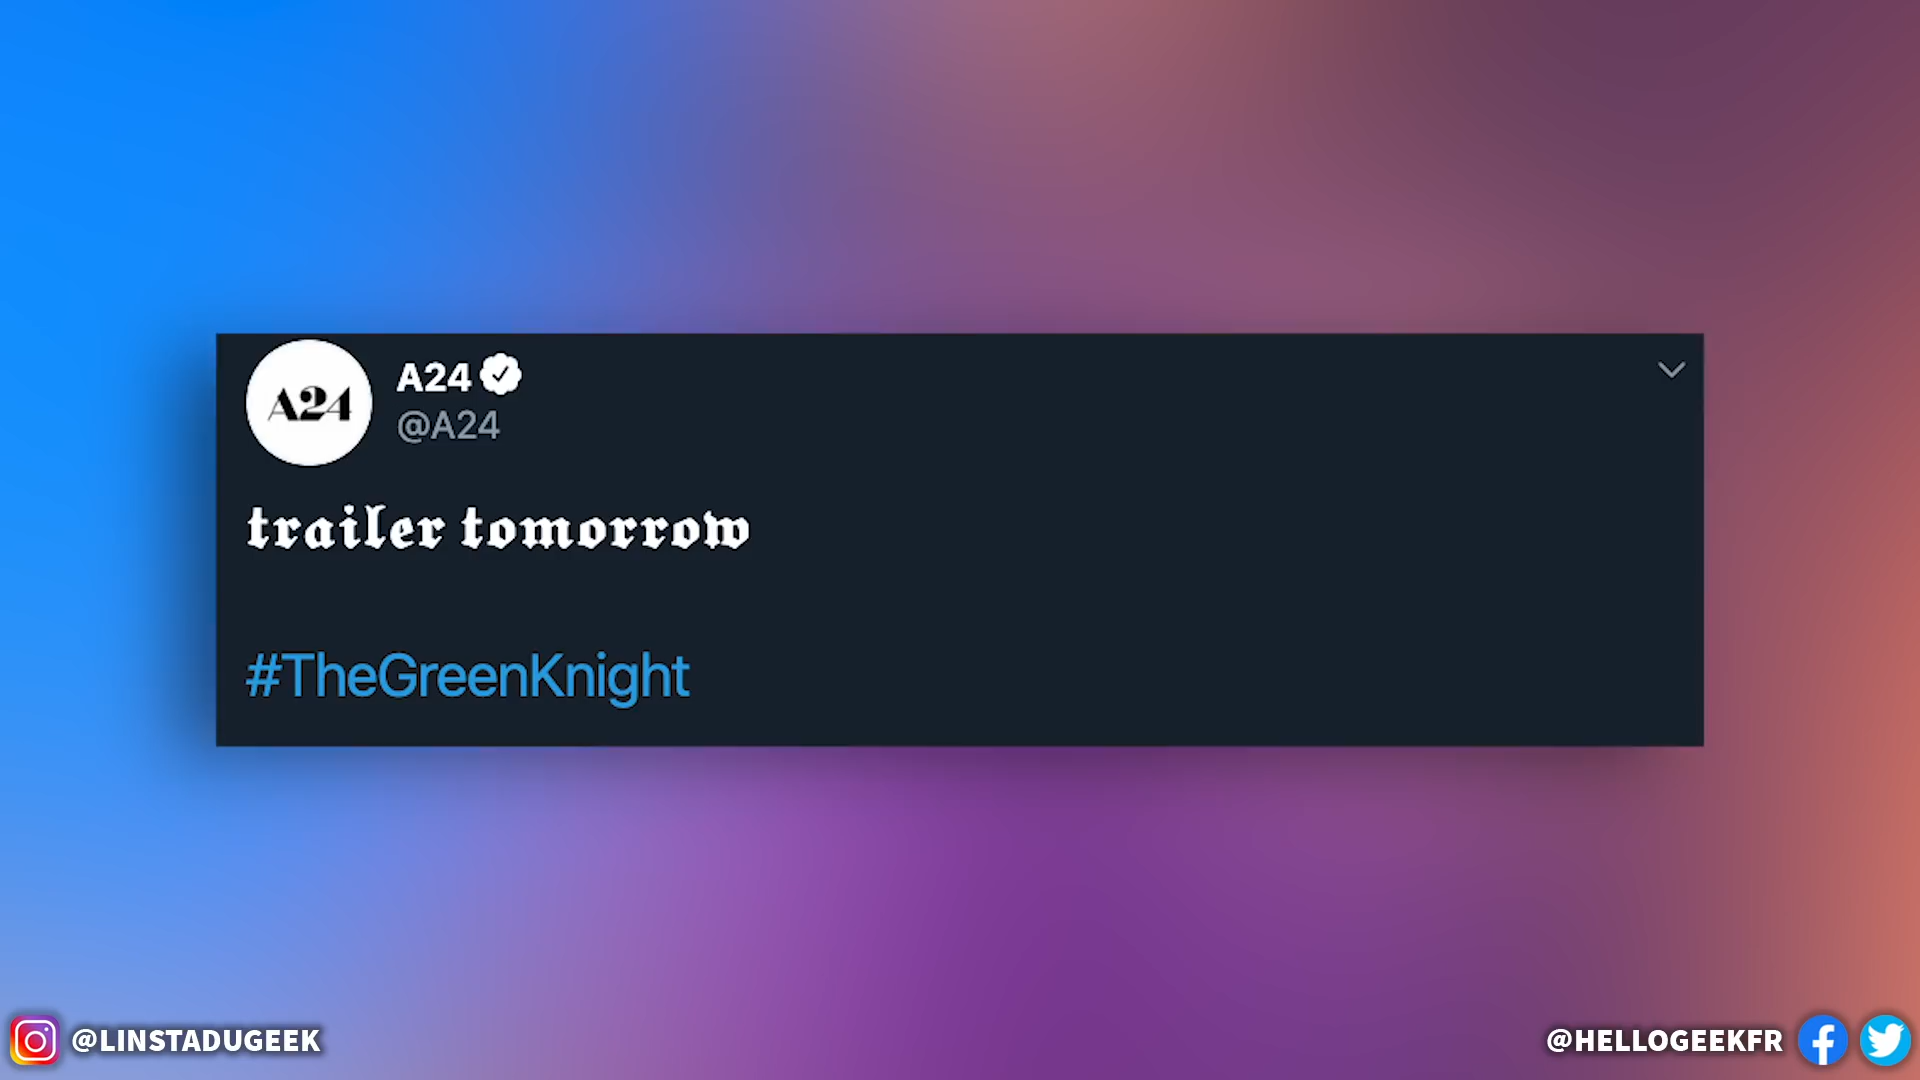 A24
A24
@A24
trailer tomorrow
#TheGreenKnight
@LINSTADUGEEK
@HELLOGEEKFR